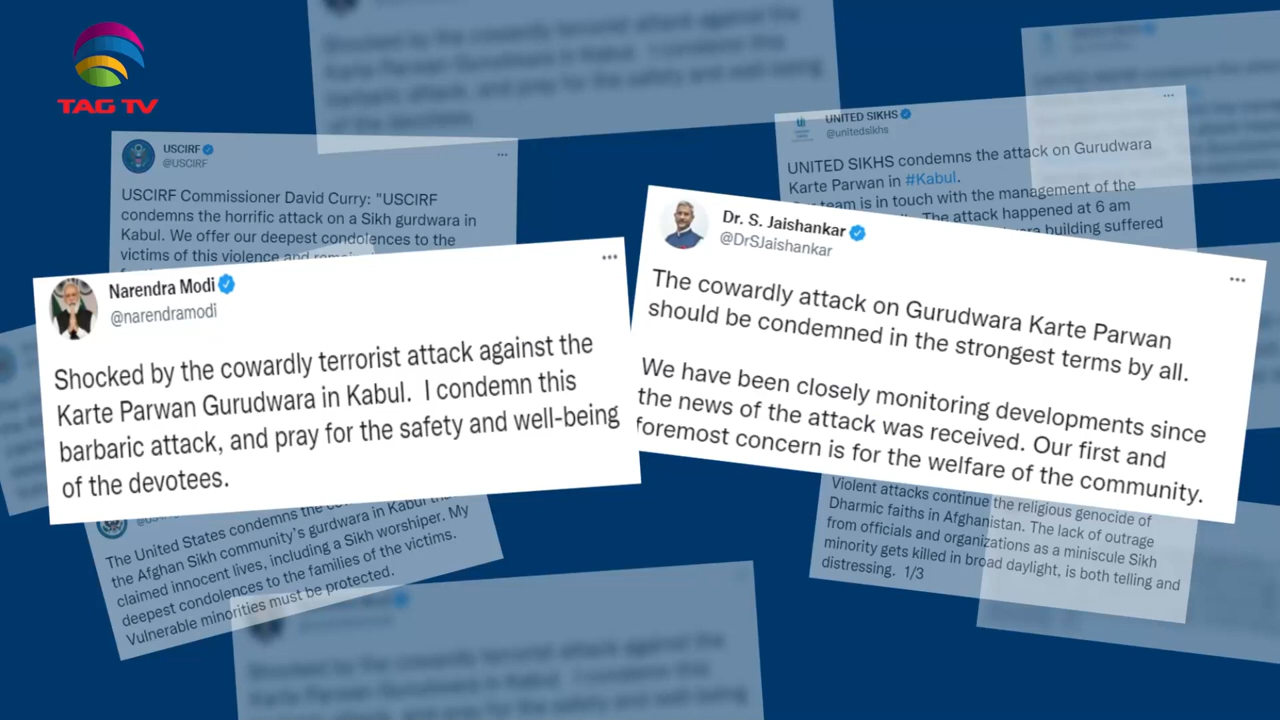 TAG TV
USCIRF
@USCIRF
USCIRF Commissioner David Curry: "USCIRF
condemns the horrific attack on a Sikh gurdwara in
Kabul. We offer our deepest condolences to the
victims of this violence and
UNITED SIKHS
@unitedsikhs
UNITED SIKHS condemns the attack on Gurudwara
Karte Parwan in #Kabul.
team is in touch with the management of the
The attack happened at 6 am
building suffered
Narendra Modi
@narendramodi
Shocked by the cowardly terrorist attack against the
Karte Parwan Gurudwara in Kabul. I condemn this
barbaric attack, and pray for the safety and well-being
of the devotees.
Dr. S. Jaishankar
@DrSJaishankar
The cowardly attack on Gurudwara Karte Parwan
should be condemned in the strongest terms by all.
We have been closely monitoring developments since
the news of the attack was received. Our first and
foremost concern is for the welfare of the community.
The United States condemns the
the Afghan Sikh community's gurdwara in Kabul
claimed innocent lives, including a Sikh worshiper. My
deepest condolences to the families of the victims.
Vulnerable minorities must be protected.
Violent attacks continue the religious genocide of
Dharmic faiths in Afghanistan. The lack of outrage
from officials and organizations as a miniscule Sikh
minority gets killed in broad daylight, is both telling and
distressing. 1/3